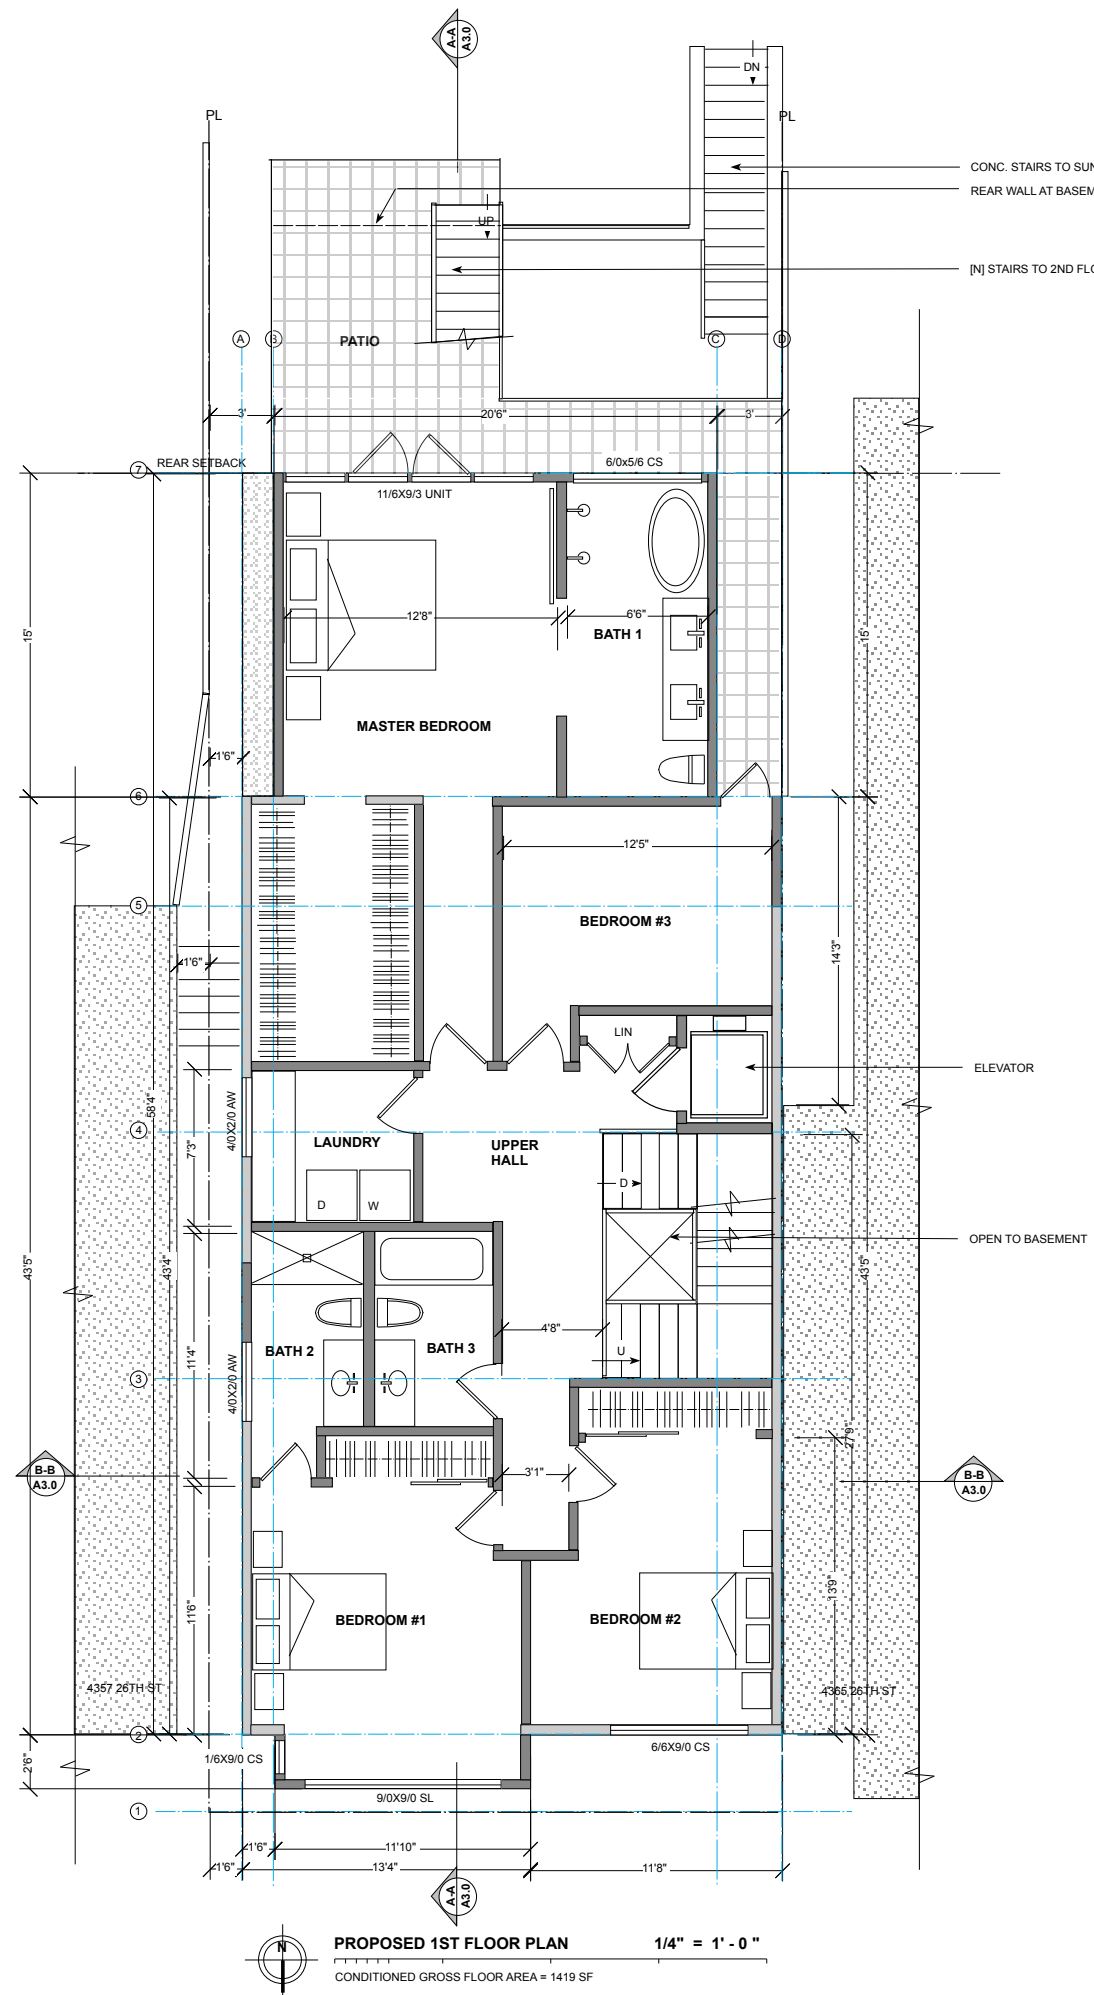 A-A
A3.0
DN
PL
PL
CONC. STAIRS TO SUN
REAR WALL AT BASEM
UP
[N] STAIRS TO 2ND FLO
A
B
PATIO
C
D
3'
20'6"
3'
7
REAR SETBACK
6/0x5/6 CS
11/6X9/3 UNIT
12'8"
6'6"
15'
15'
BATH 1
MASTER BEDROOM
1'6"
6
12'5"
5
BEDROOM #3
14'3"
1'6"
LIN
ELEVATOR
58'4"
4/0X2/0 AW
4
7'3"
LAUNDRY
UPPER
HALL
D
D
W
OPEN TO BASEMENT
43'5"
43'4"
43'5"
4'8"
BATH 2
BATH 3
U
11'4"
4/0X2/0 AW
3
27'9"
B-B
A3.0
3'1"
B-B
A3.0
13'9"
11'6"
BEDROOM #1
BEDROOM #2
4357 26TH ST
4365 26TH ST
2
2'6"
1/6X9/0 CS
6/6X9/0 CS
9/0X9/0 SL
1
1'6"
11'10"
1'6"
13'4"
11'8"
A-A
A3.0
N
PROPOSED 1ST FLOOR PLAN 1/4" = 1' - 0 "
CONDITIONED GROSS FLOOR AREA = 1419 SF